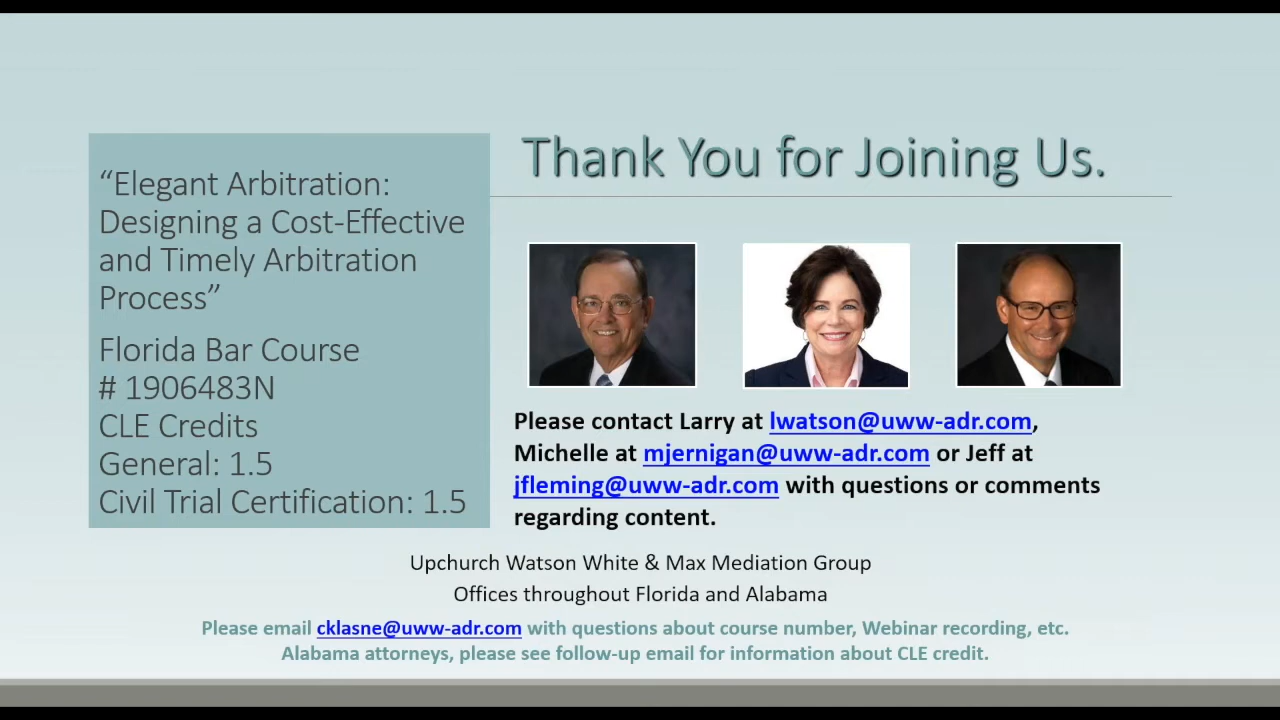 “Elegant Arbitration:
Designing a Cost-Effective
and Timely Arbitration
Process”
Florida Bar Course
# 1906483N
CLE Credits
General: 1.5
Civil Trial Certification: 1.5
Thank You for Joining Us.
Please contact Larry at lwatson@uww-adr.com,
Michelle at mjernigan@uww-adr.com or Jeff at
jfleming@uww-adr.com with questions or comments
regarding content.
Upchurch Watson White & Max Mediation Group
Offices throughout Florida and Alabama
Please email cklasne@uww-adr.com with questions about course number, Webinar recording, etc.
Alabama attorneys, please see follow-up email for information about CLE credit.